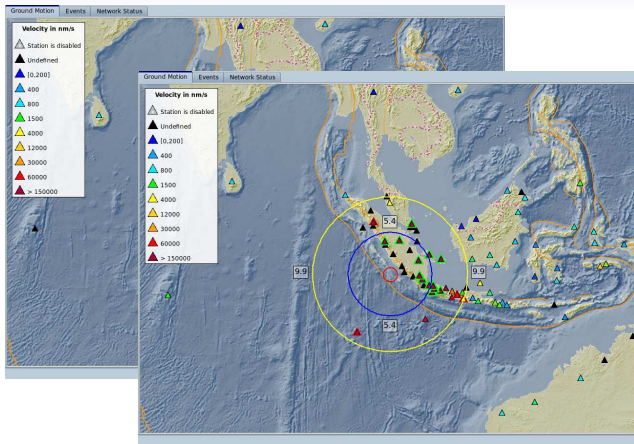 Ground Motion Events Network Status
Velocity in nm/s
Station is disabled
Undefined
[0,200]
400
800
1500
4000
12000
30000
60000
> 150000
Ground Motion Events Network Status
Velocity in nm/s
Station is disabled
Undefined
[0,200]
400
800
1500
4000
12000
30000
60000
> 150000
5.4
9.9
9.9
5.4